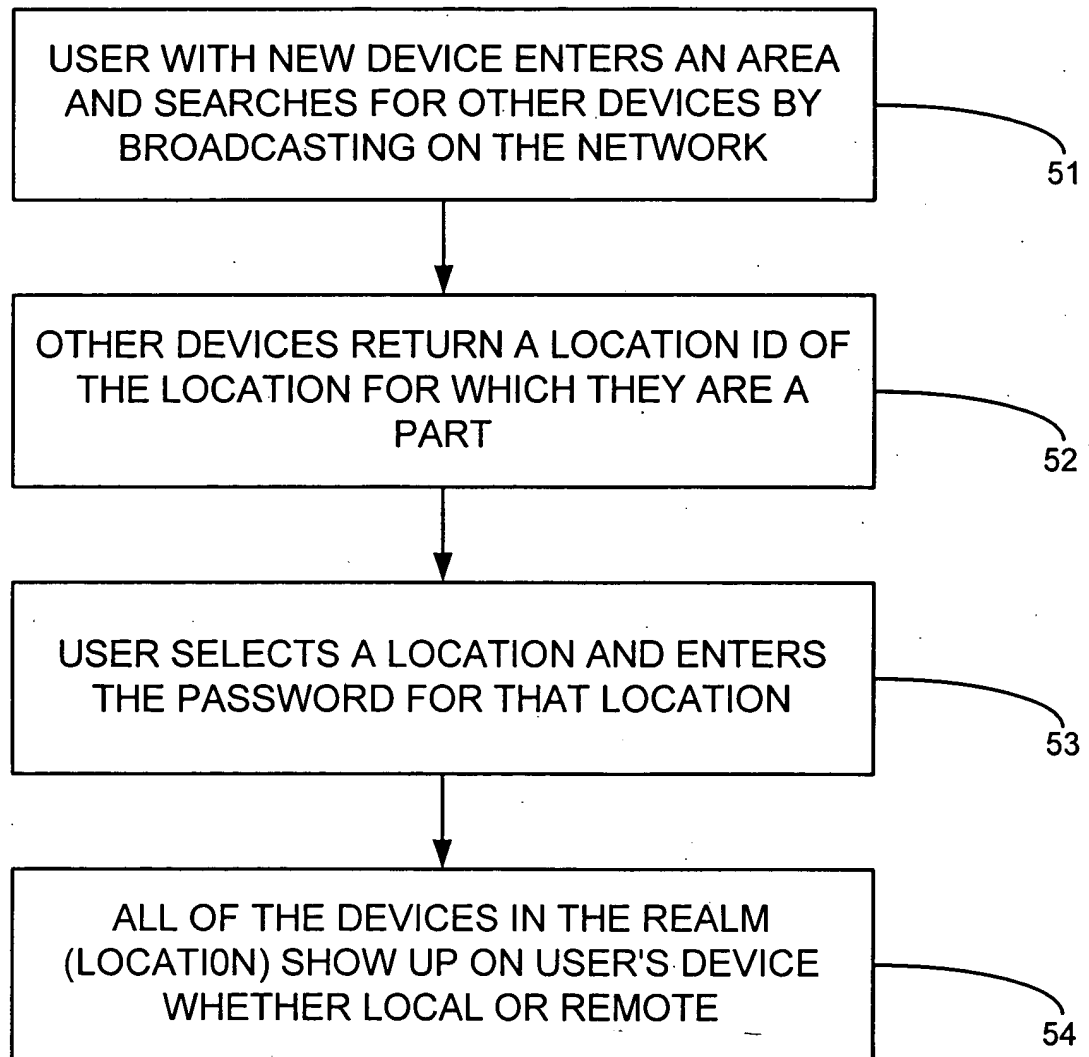 USER WITH NEW DEVICE ENTERS AN AREA
AND SEARCHES FOR OTHER DEVICES BY
BROADCASTING ON THE NETWORK
51
OTHER DEVICES RETURN A LOCATION ID OF
THE LOCATION FOR WHICH THEY ARE A
PART
52
USER SELECTS A LOCATION AND ENTERS
THE PASSWORD FOR THAT LOCATION
53
ALL OF THE DEVICES IN THE REALM
(LOCATI0N) SHOW UP ON USER'S DEVICE
WHETHER LOCAL OR REMOTE
54